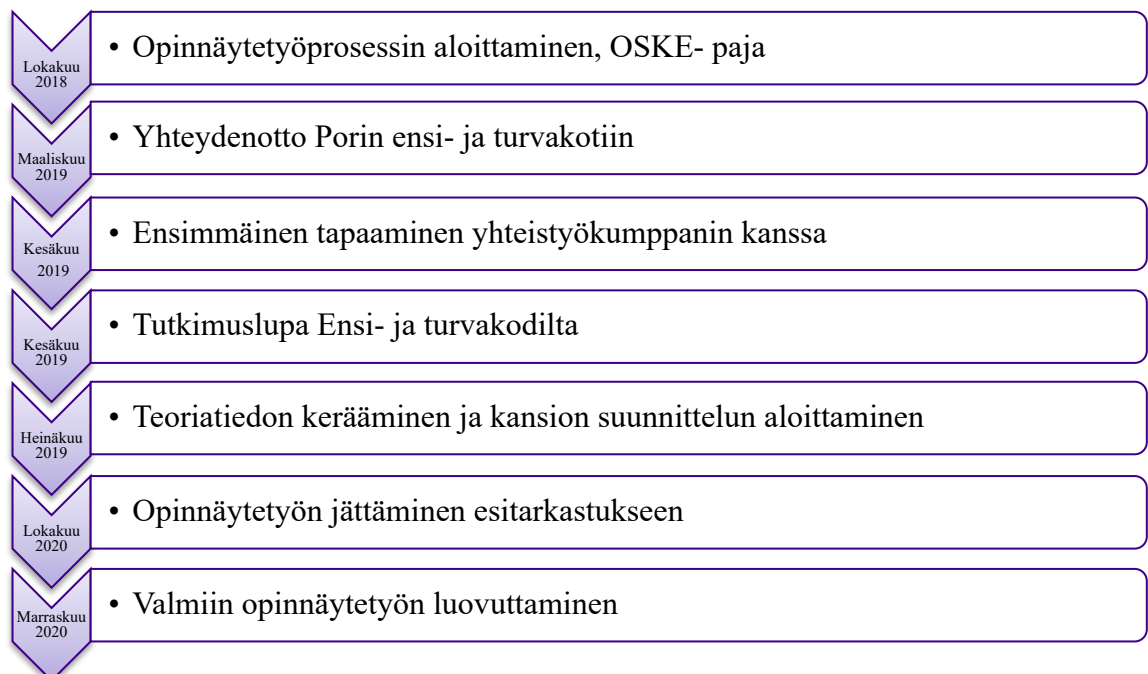 Lokakuu
2018
• Opinnäytetyöprosessin aloittaminen, OSKE- paja
Maaliskuu
2019
• Yhteydenotto Porin ensi- ja turvakotiin
Kesäkuu
2019
• Ensimmäinen tapaaminen yhteistyökumppanin kanssa
Kesäkuu
2019
• Tutkimuslupa Ensi- ja turvakodilta
Heinäkuu
2019
• Teoriatiedon kerääminen ja kansion suunnittelun aloittaminen
Lokakuu
2020
• Opinnäytetyön jättäminen esitarkastukseen
Marraskuu
2020
• Valmiin opinnäytetyön luovuttaminen